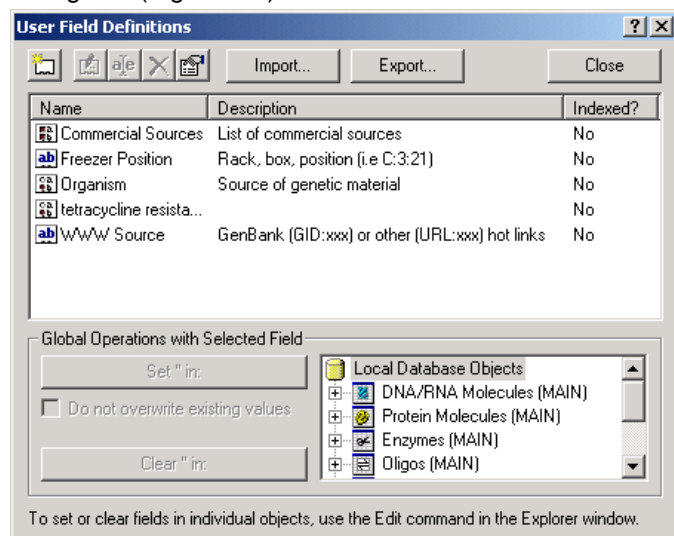 User Field Definitions
Import... Export... Close
Name Description Indexed?
Commercial Sources List of commercial sources No
Freezer Position Rack, box, position (i.e C:3:21) No
Organism Source of genetic material No
tetracycline resista... No
WWW Source GenBank (GID:xxx) or other (URL:xxx) hot links No
Global Operations with Selected Field
Set " in:
Do not overwrite existing values
Clear " in:
Local Database Objects
DNA/RNA Molecules (MAIN)
Protein Molecules (MAIN)
Enzymes (MAIN)
Oligos (MAIN)
To set or clear fields in individual objects, use the Edit command in the Explorer window.